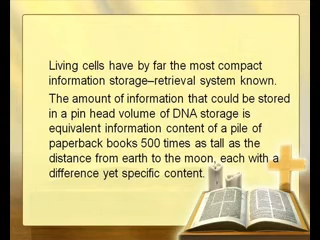 Living cells have by far the most compact
information storage–retrieval system known.
The amount of information that could be stored
in a pin head volume of DNA storage is
equivalent information content of a pile of
paperback books 500 times as tall as the
distance from earth to the moon, each with a
difference yet specific content.